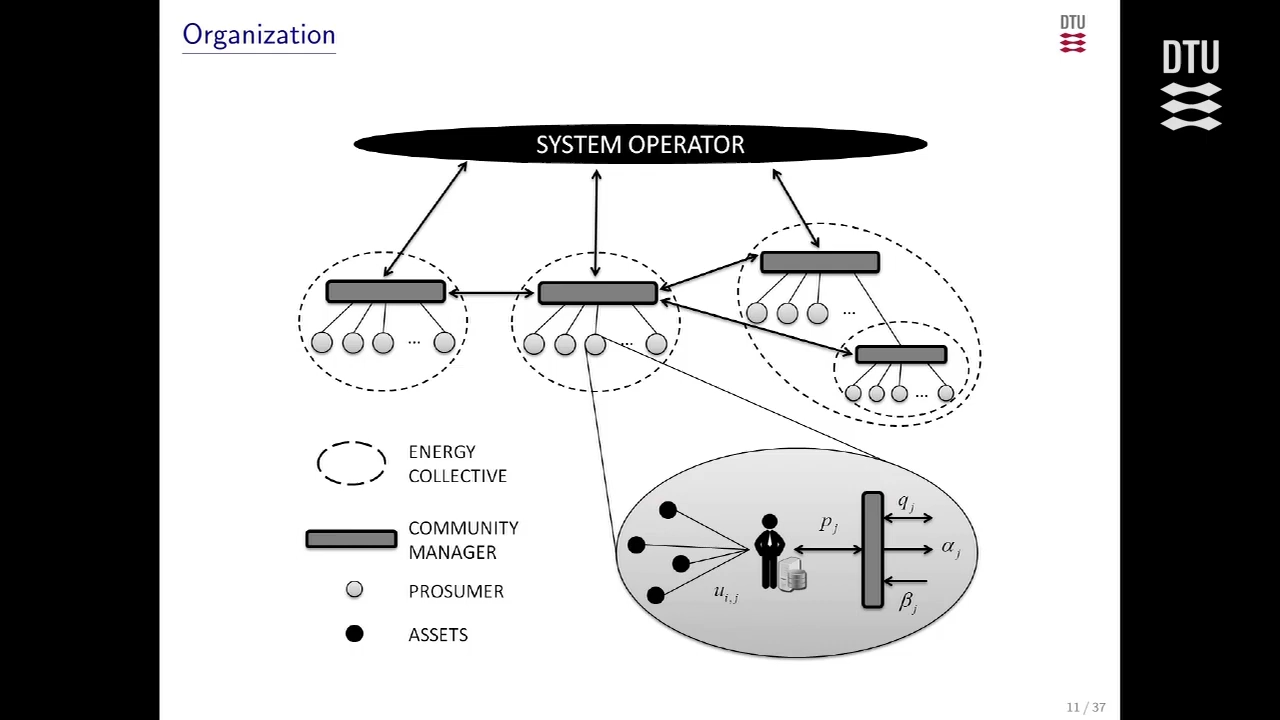 Organization
DTU
DTU
SYSTEM OPERATOR
...
...
...
...
ENERGY
COLLECTIVE
COMMUNITY
MANAGER
PROSUMER
ASSETS
u_{i,j}
p_j
q_j
α_j
β_j
11 / 37